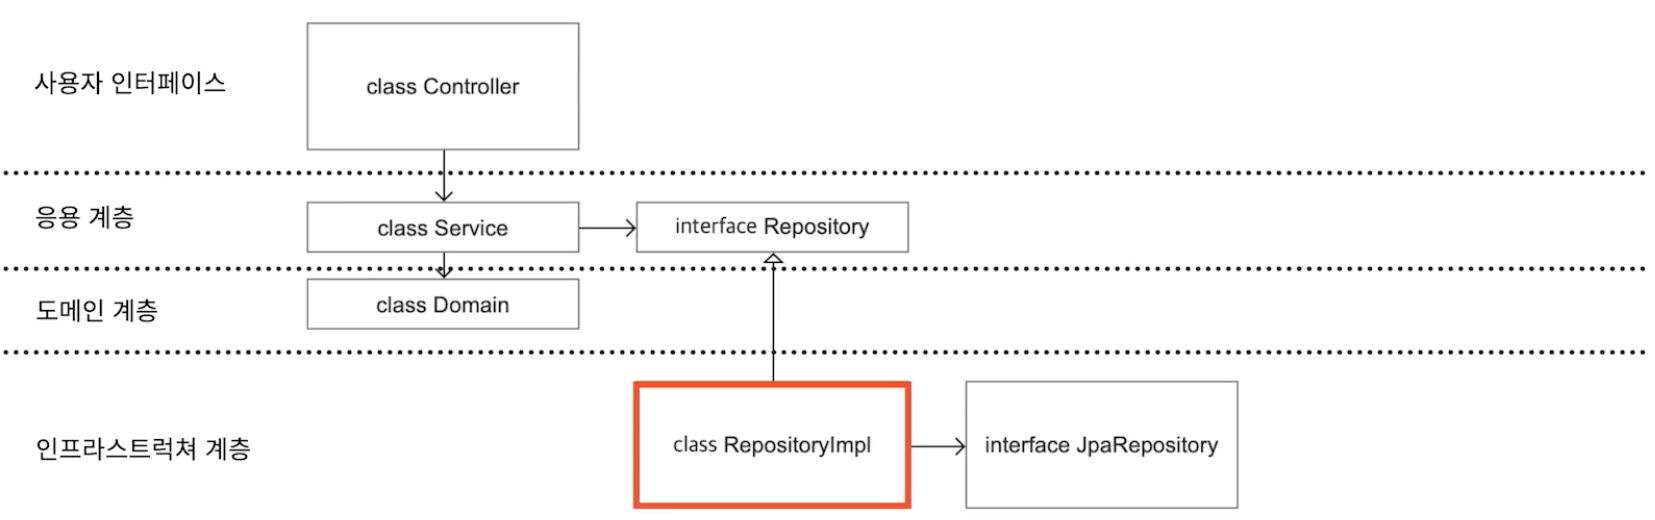 사용자 인터페이스
class Controller
응용 계층
class Service
interface Repository
도메인 계층
class Domain
인프라스트럭쳐 계층
class RepositoryImpl
interface JpaRepository